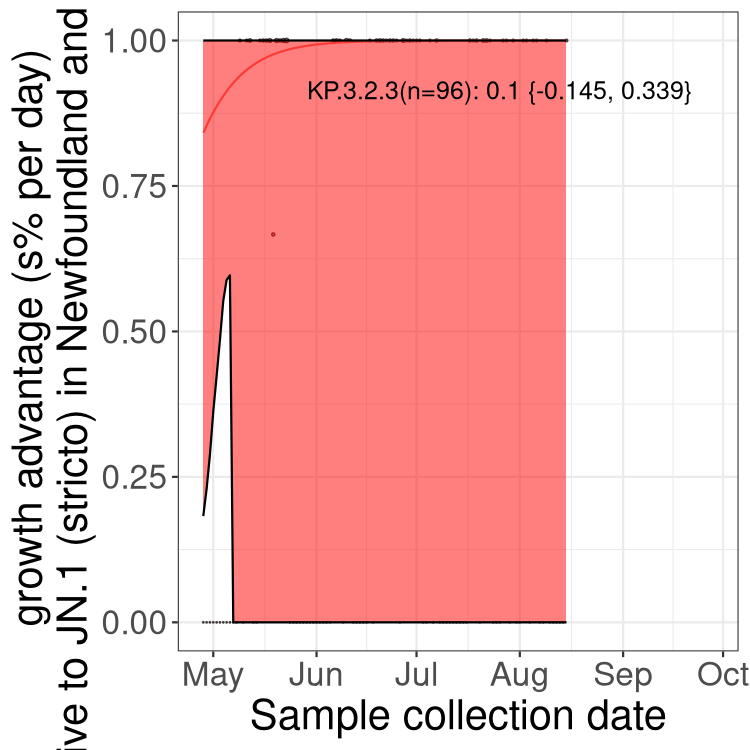 growth advantage (s% per day)
ive to JN.1 (stricto) in Newfoundland and
1.00
0.75
0.50
0.25
0.00
KP.3.2.3(n=96): 0.1 {-0.145, 0.339}
May Jun Jul Aug Sep Oct
Sample collection date